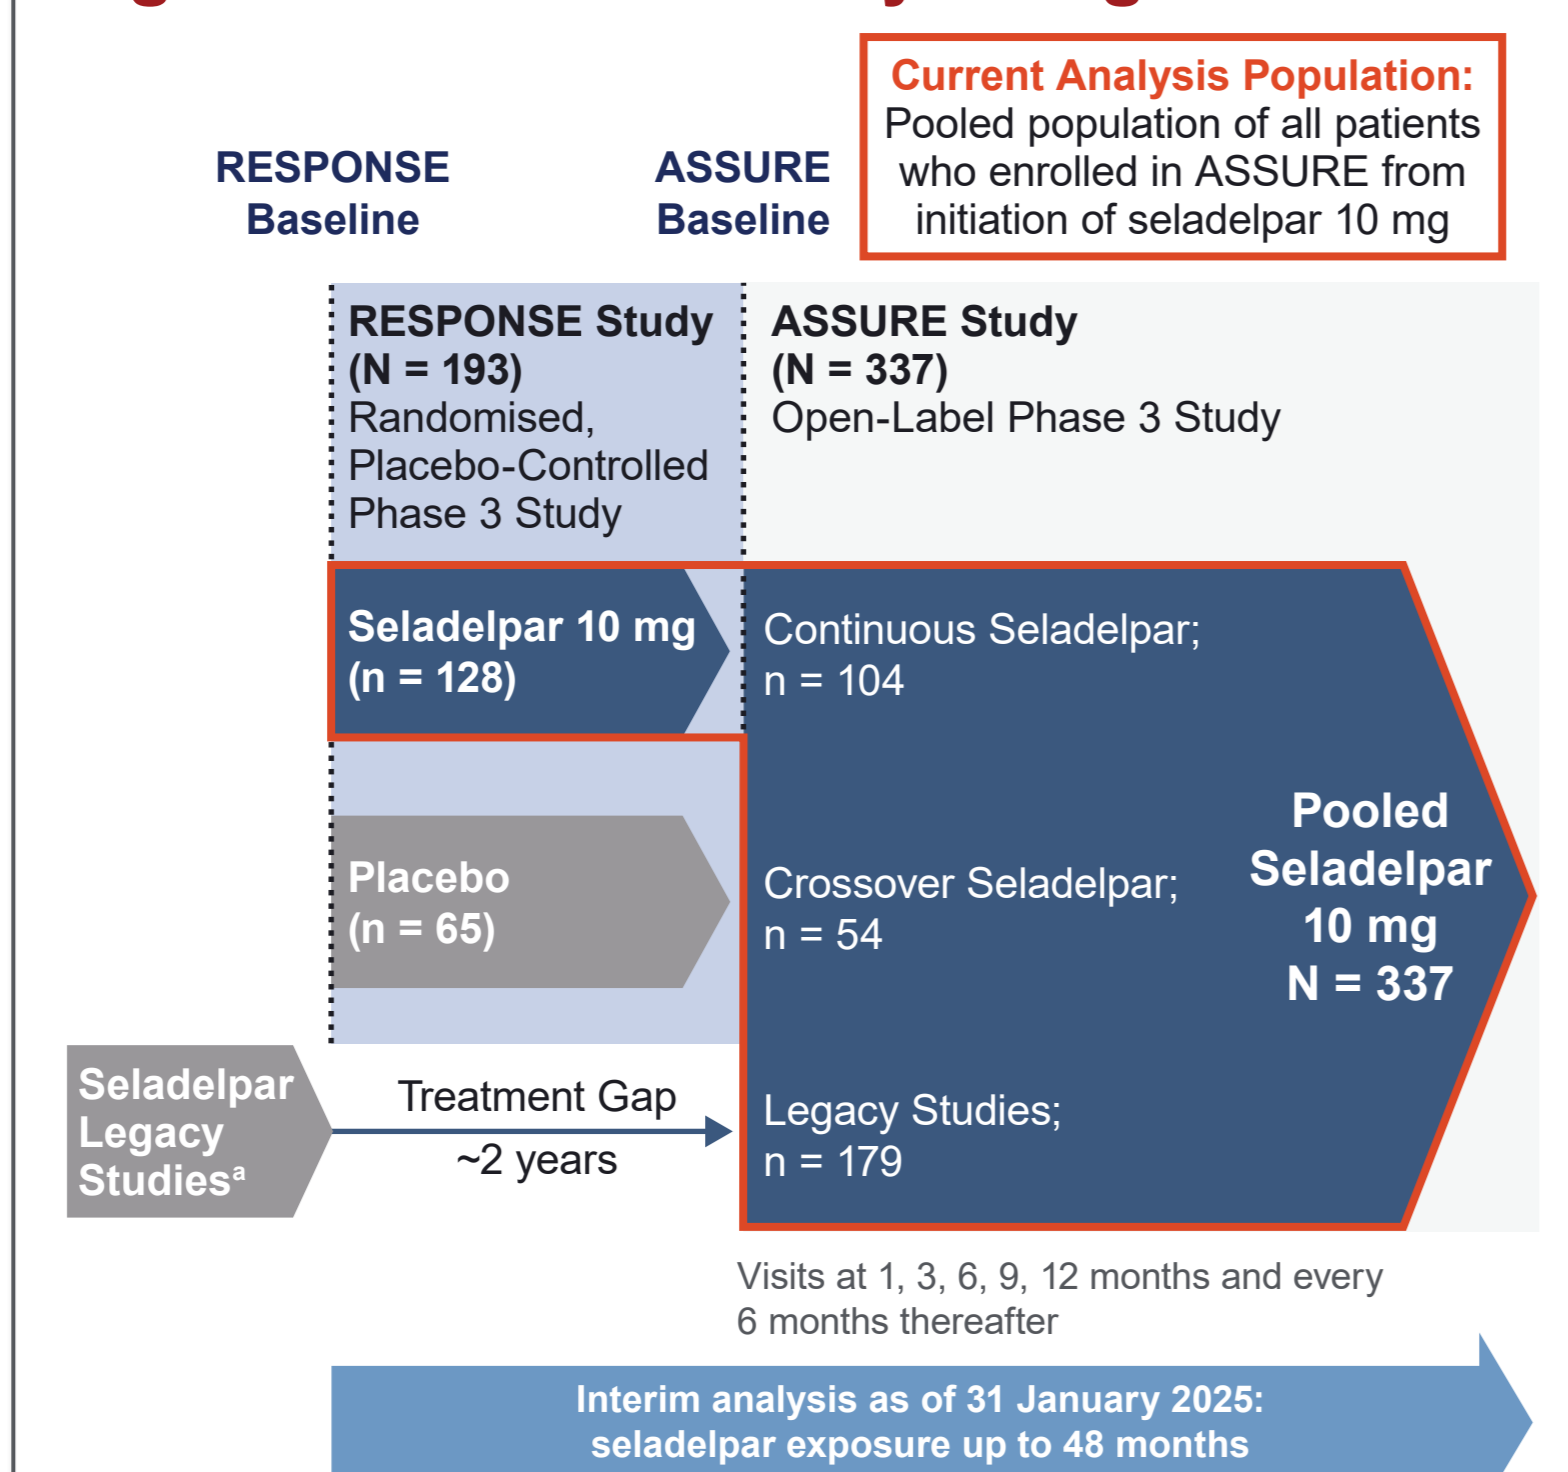 Current Analysis Population:
Pooled population of all patients
who enrolled in ASSURE from
initiation of seladelpar 10 mg
RESPONSE
Baseline
ASSURE
Baseline
RESPONSE Study
(N = 193)
Randomised,
Placebo-Controlled
Phase 3 Study
ASSURE Study
(N = 337)
Open-Label Phase 3 Study
Seladelpar 10 mg
(n = 128)
Continuous Seladelpar;
n = 104
Placebo
(n = 65)
Crossover Seladelpar;
n = 54
Pooled
Seladelpar
10 mg
N = 337
Seladelpar
Legacy
Studiesᵃ
Treatment Gap
~2 years
Legacy Studies;
n = 179
Visits at 1, 3, 6, 9, 12 months and every
6 months thereafter
Interim analysis as of 31 January 2025:
seladelpar exposure up to 48 months